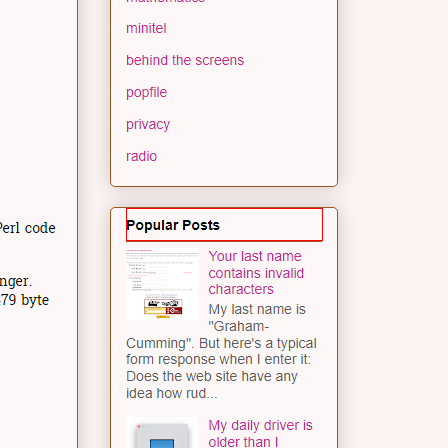 minitel
behind the screens
popfile
privacy
radio
Perl code
nger.
79 byte
Popular Posts
Your last name
contains invalid
characters
My last name is
"Graham-
Cumming". But here's a typical
form response when I enter it:
Does the web site have any
idea how rud...
My daily driver is
older than I